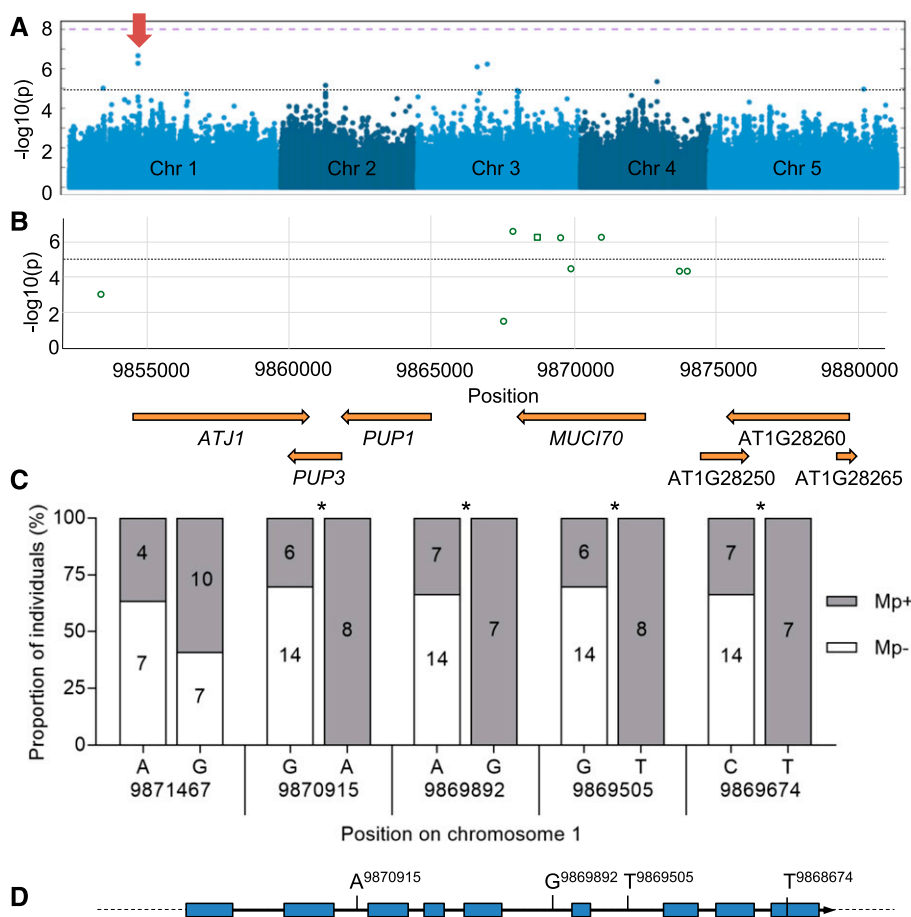 A
8
6
4
2
0
-log10(p)
Chr 1
Chr 2
Chr 3
Chr 4
Chr 5
B
6
4
2
0
-log10(p)
9855000
9860000
9865000
9870000
9875000
9880000
Position
ATJ1
PUP1
MUCI70
AT1G28260
PUP3
AT1G28250
AT1G28265
C
Proportion of individuals (%)
100
75
50
25
0
*
*
*
*
4
10
6
8
7
7
6
8
7
7
7
7
14
14
14
14
Mp+
Mp-
A
G
G
A
A
G
G
T
C
T
9871467
9870915
9869892
9869505
9869674
Position on chromosome 1
D
A9870915
G9869892
T9869505
T9868674